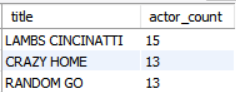 title actor_count
LAMBS CINCINATTI 15
CRAZY HOME 13
RANDOM GO 13